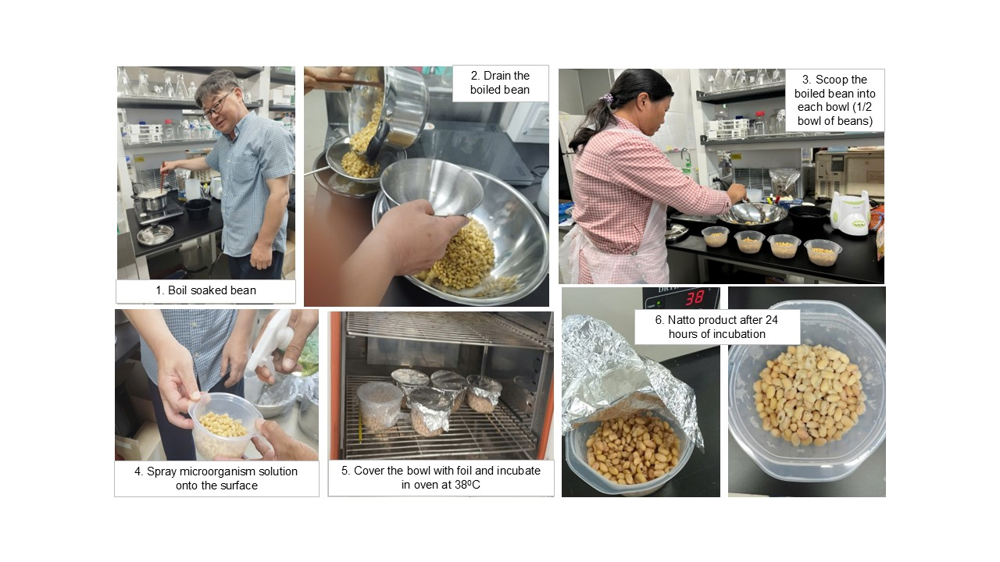 1. Boil soaked bean
2. Drain the
boiled bean
3. Scoop the
boiled bean into
each bowl (1/2
bowl of beans)
4. Spray microorganism solution
onto the surface
5. Cover the bowl with foil and incubate
in oven at 38⁰C
6. Natto product after 24
hours of incubation
38